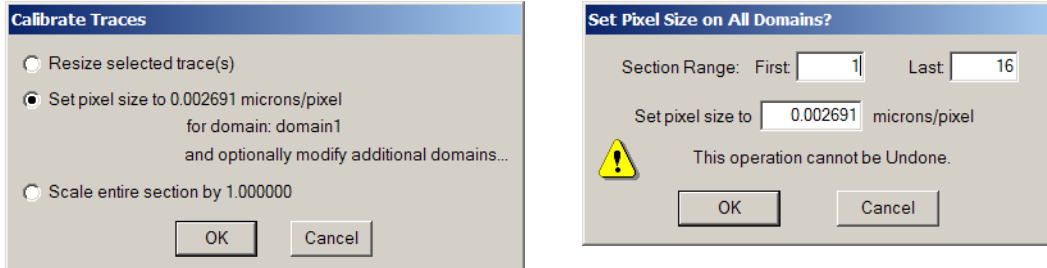 Calibrate Traces
Resize selected trace(s)
Set pixel size to 0.002691 microns/pixel
for domain: domain1
and optionally modify additional domains...
Scale entire section by 1.000000
OK Cancel
Set Pixel Size on All Domains?
Section Range: First: 1 Last: 16
Set pixel size to 0.002691 microns/pixel
This operation cannot be Undone.
OK Cancel